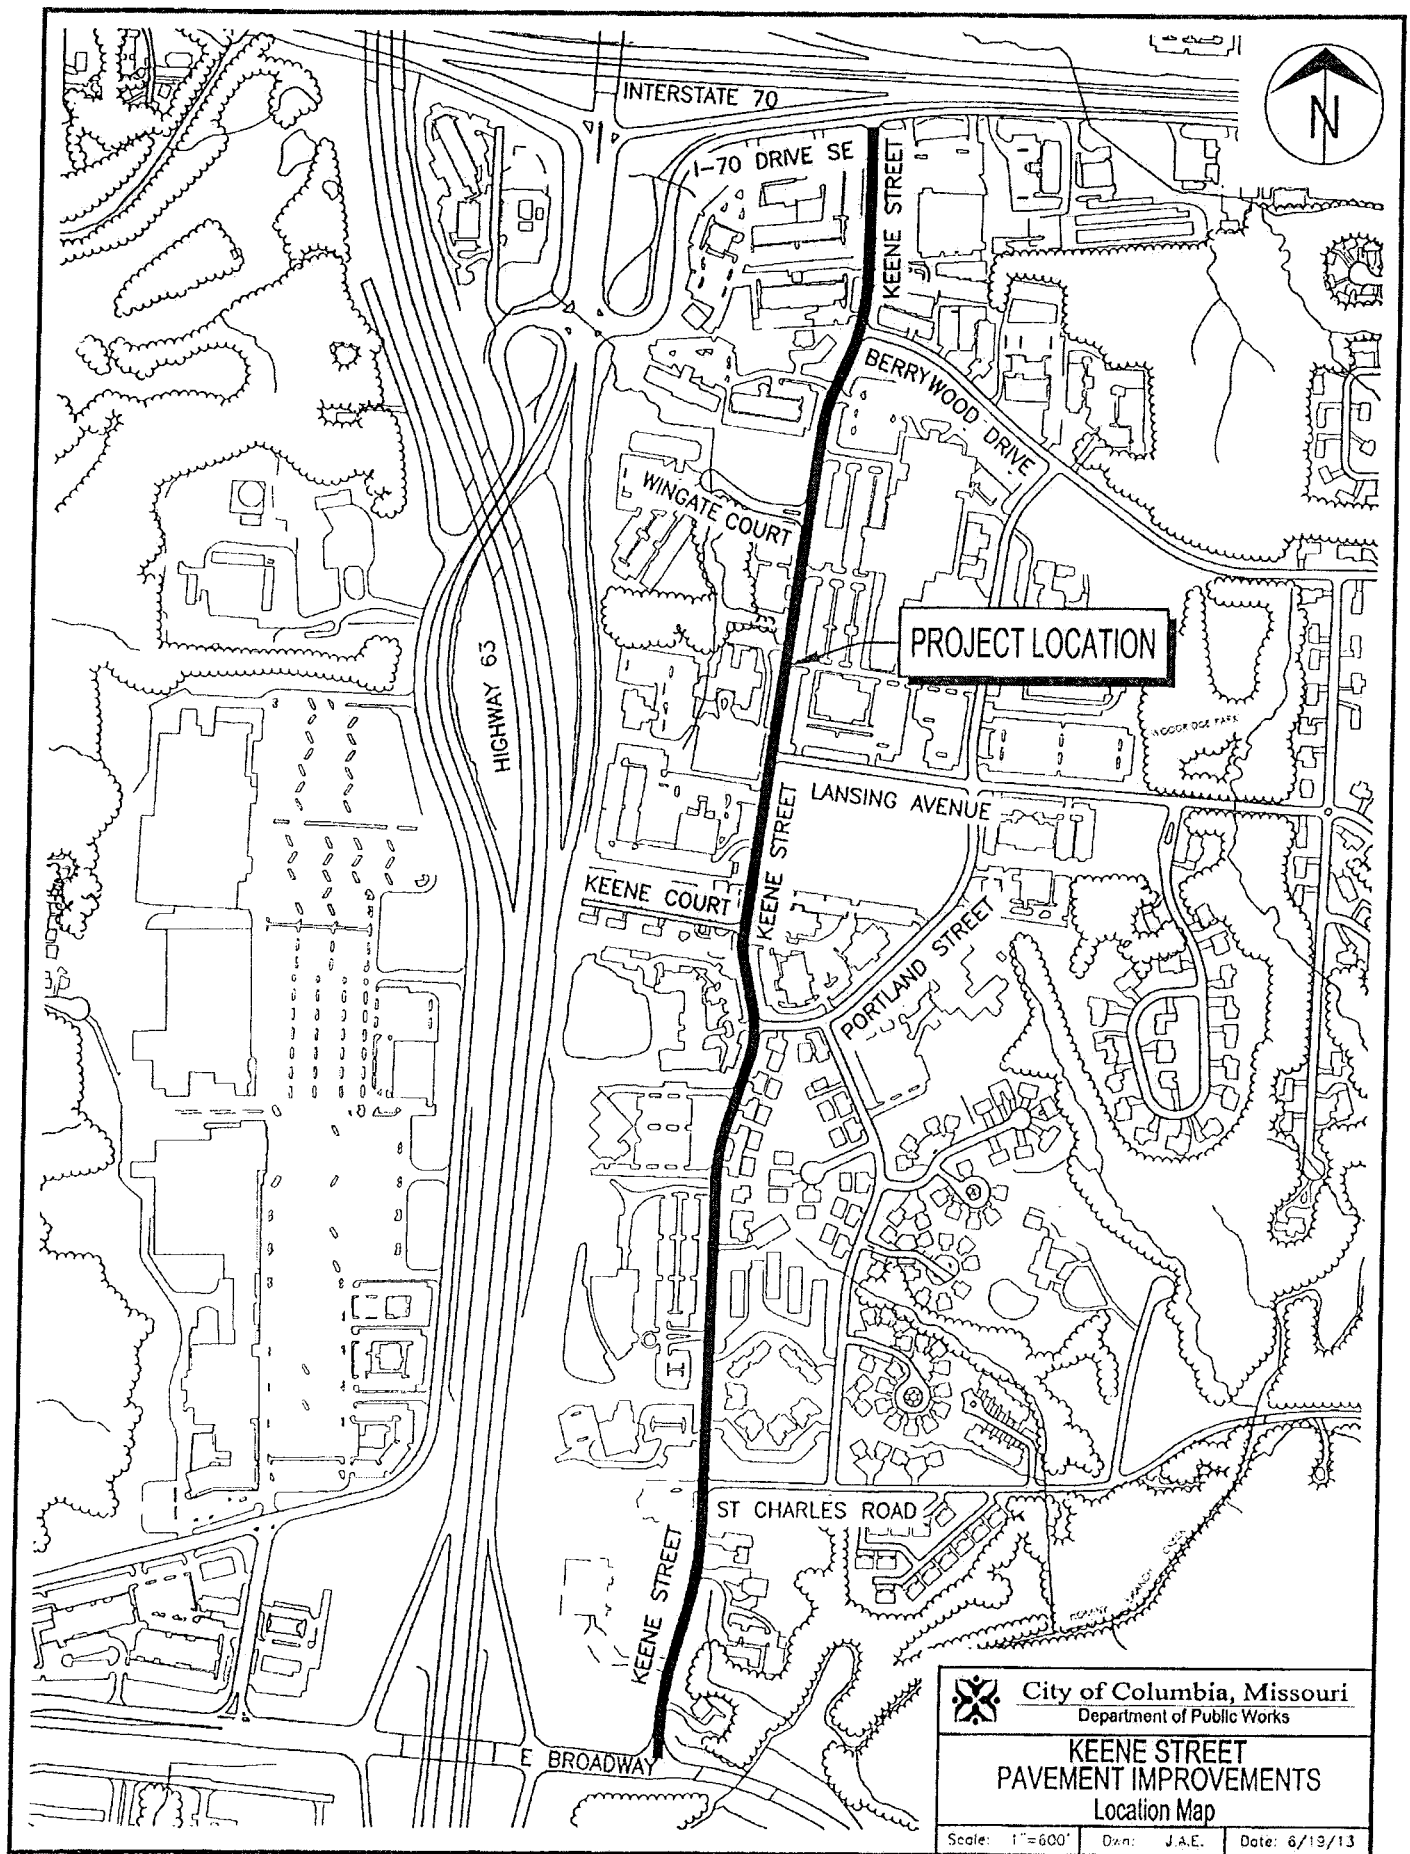 INTERSTATE 70
N
I-70 DRIVE SE
KEENE STREET
BERRYWOOD DRIVE
WINGATE COURT
PROJECT LOCATION
HIGHWAY 63
WOODRIDGE PARK
LANSING AVENUE
KEENE STREET
KEENE COURT
PORTLAND STREET
ST CHARLES ROAD
KEENE STREET
E BROADWAY
City of Columbia, Missouri
Department of Public Works
KEENE STREET
PAVEMENT IMPROVEMENTS
Location Map
Scale: 1"=600' Dwn: J.A.E. Date: 6/19/13